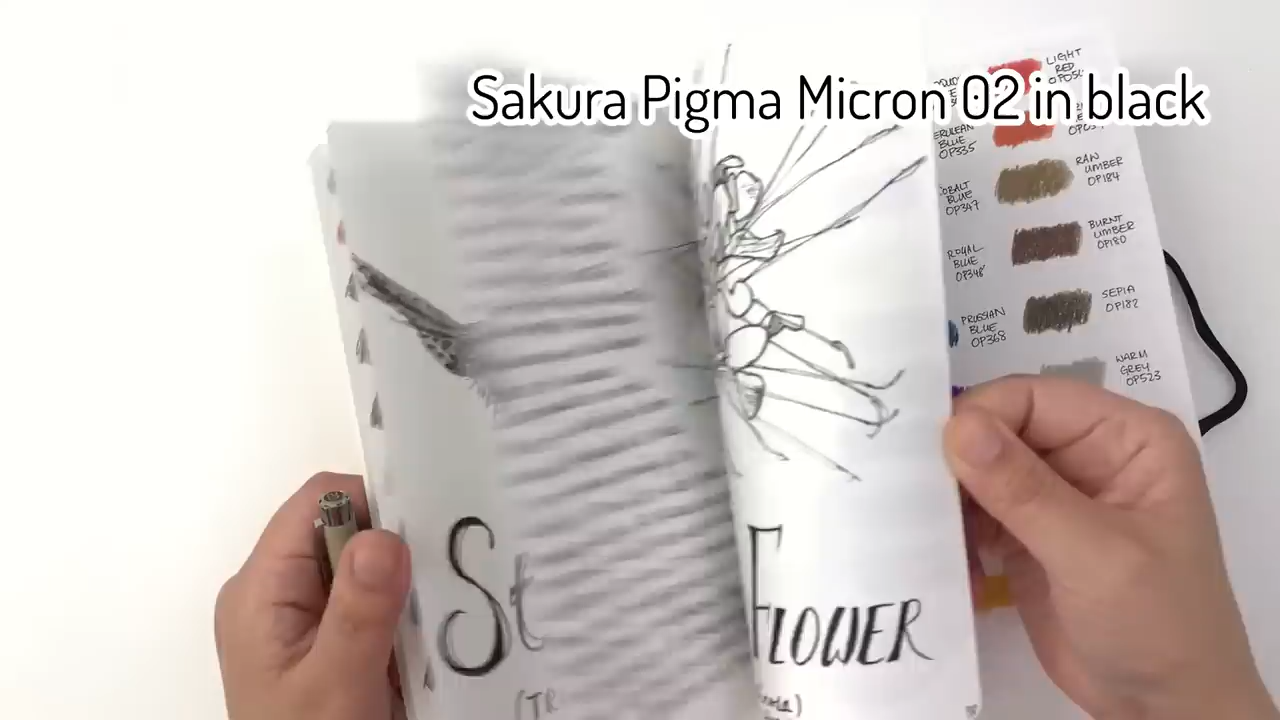 Sakura Pigma Micron 02 in black
LIGHT
RED
BLUE
OP335
RAW
UMBER
OP184
COBALT
BLUE
OP347
BURNT
UMBER
OP180
ROYAL
BLUE
OP348
SEPIA
OP182
PRUSSIAN
BLUE
OP368
WARM
GREY
OP523
St
FLOWER
(TR